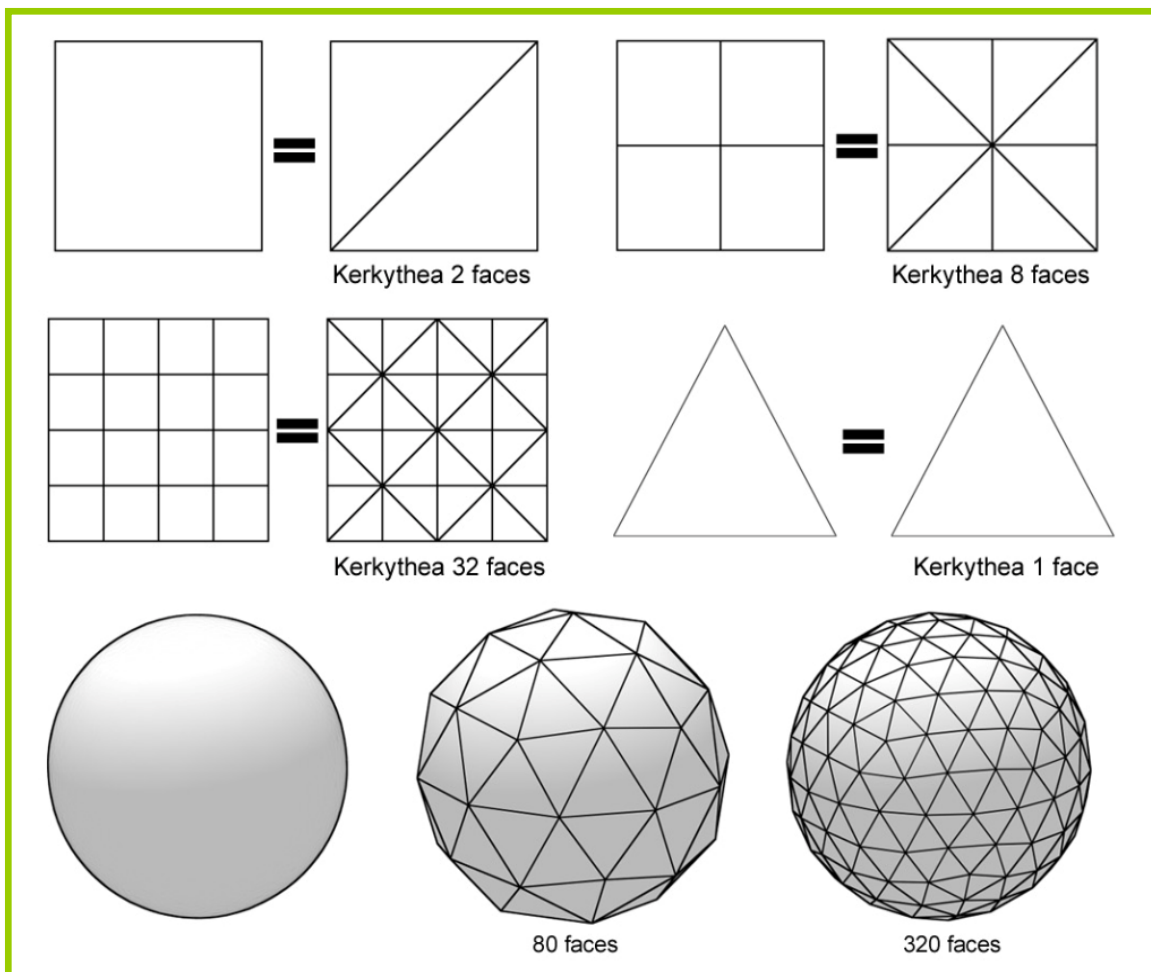 Kerkythea 2 faces
Kerkythea 8 faces
Kerkythea 32 faces
Kerkythea 1 face
80 faces
320 faces